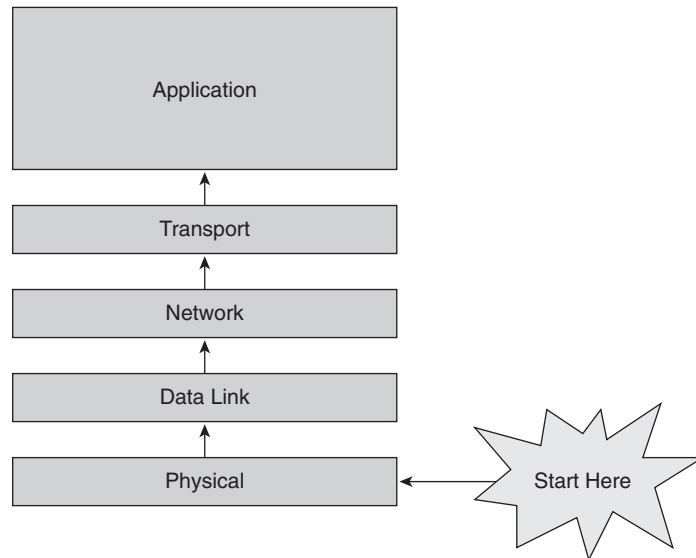 Application
Transport
Network
Data Link
Physical
Start Here